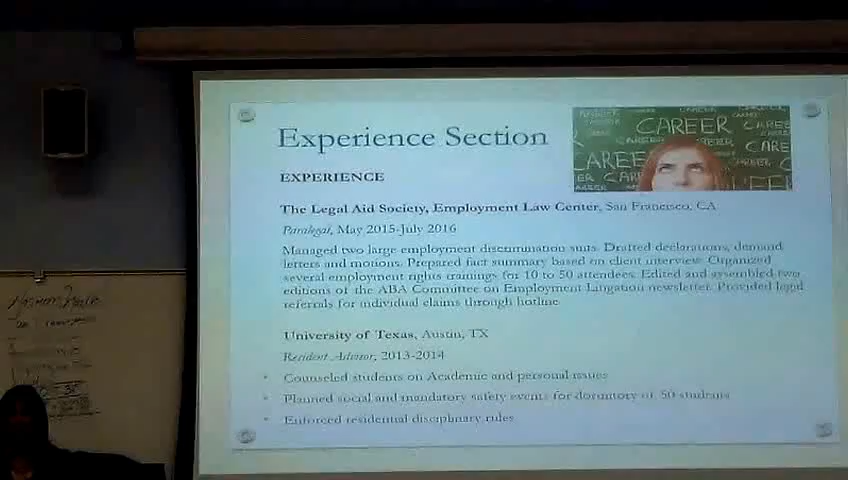 Experience Section
CAREER
EXPERIENCE
The Legal Aid Society, Employment Law Center, San Francisco, CA
Paralegal, May 2015-July 2016
Managed two large employment discrimination suits. Drafted declarations, demand
letters and motions. Prepared fact summary based on client interview. Organized
several employment rights trainings for 10 to 50 attendees. Edited and assembled two
editions of the ABA Committee on Employment Litigation newsletter. Provided legal
referrals for individual claims through hotline.
University of Texas, Austin, TX
Resident Advisor, 2013-2014
• Counseled students on Academic and personal issues
• Planned social and mandatory safety events for dormitory of 50 students
• Enforced residential disciplinary rules